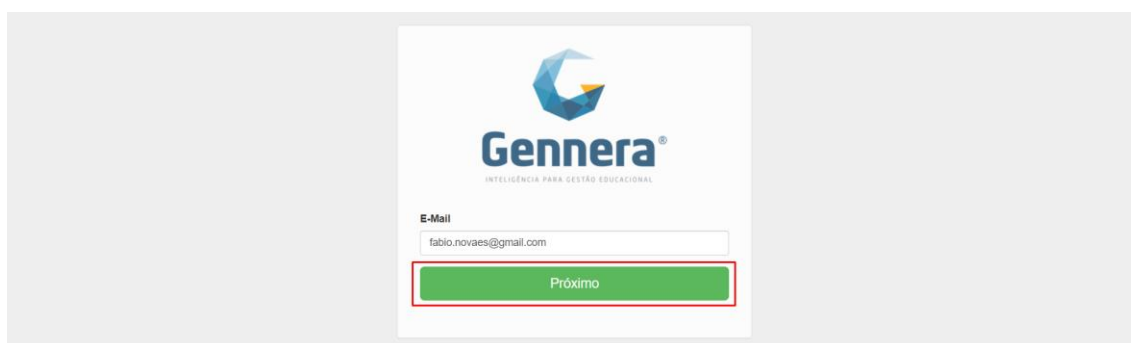 Gennera®
INTELIGÊNCIA PARA GESTÃO EDUCACIONAL
E-Mail
fabio.novaes@gmail.com
Próximo